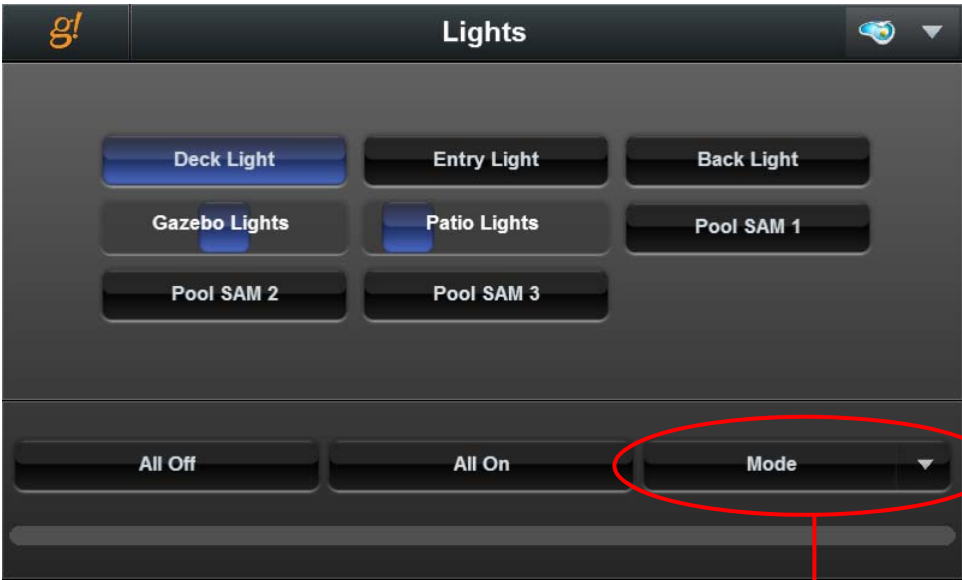 g! Lights
Deck Light Entry Light Back Light
Gazebo Lights Patio Lights Pool SAM 1
Pool SAM 2 Pool SAM 3
All Off All On Mode